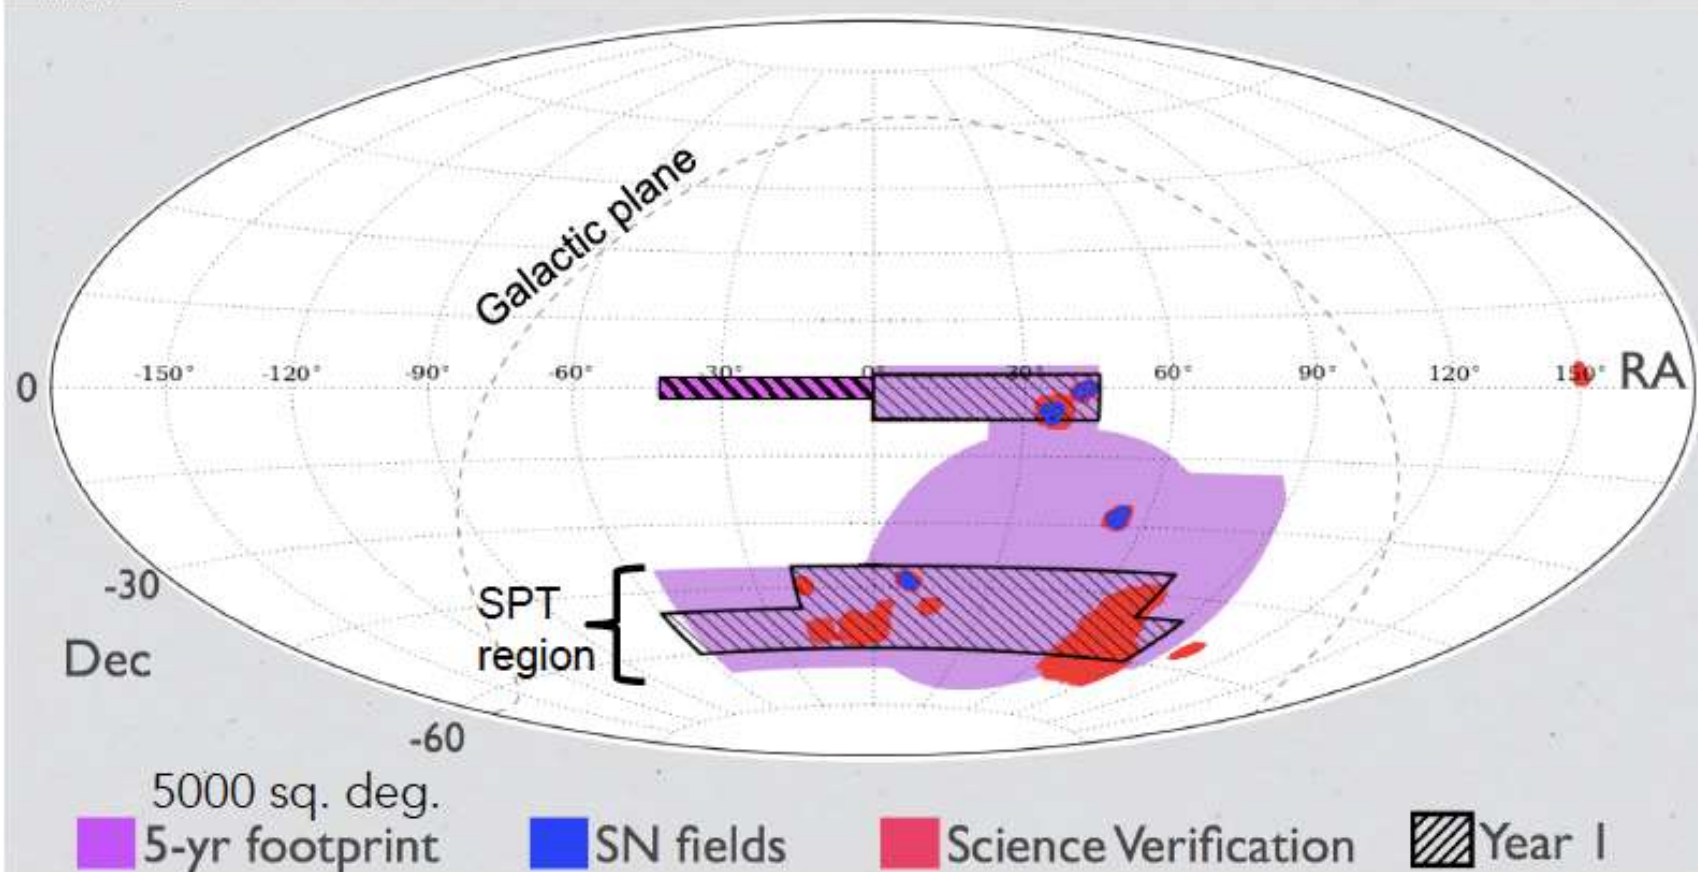 Galactic plane
0
-150° -120° -90° -60° -30° 0° 30° 60° 90° 120° 150° RA
-30
SPT
region
Dec
-60
5000 sq. deg.
5-yr footprint SN fields Science Verification Year 1